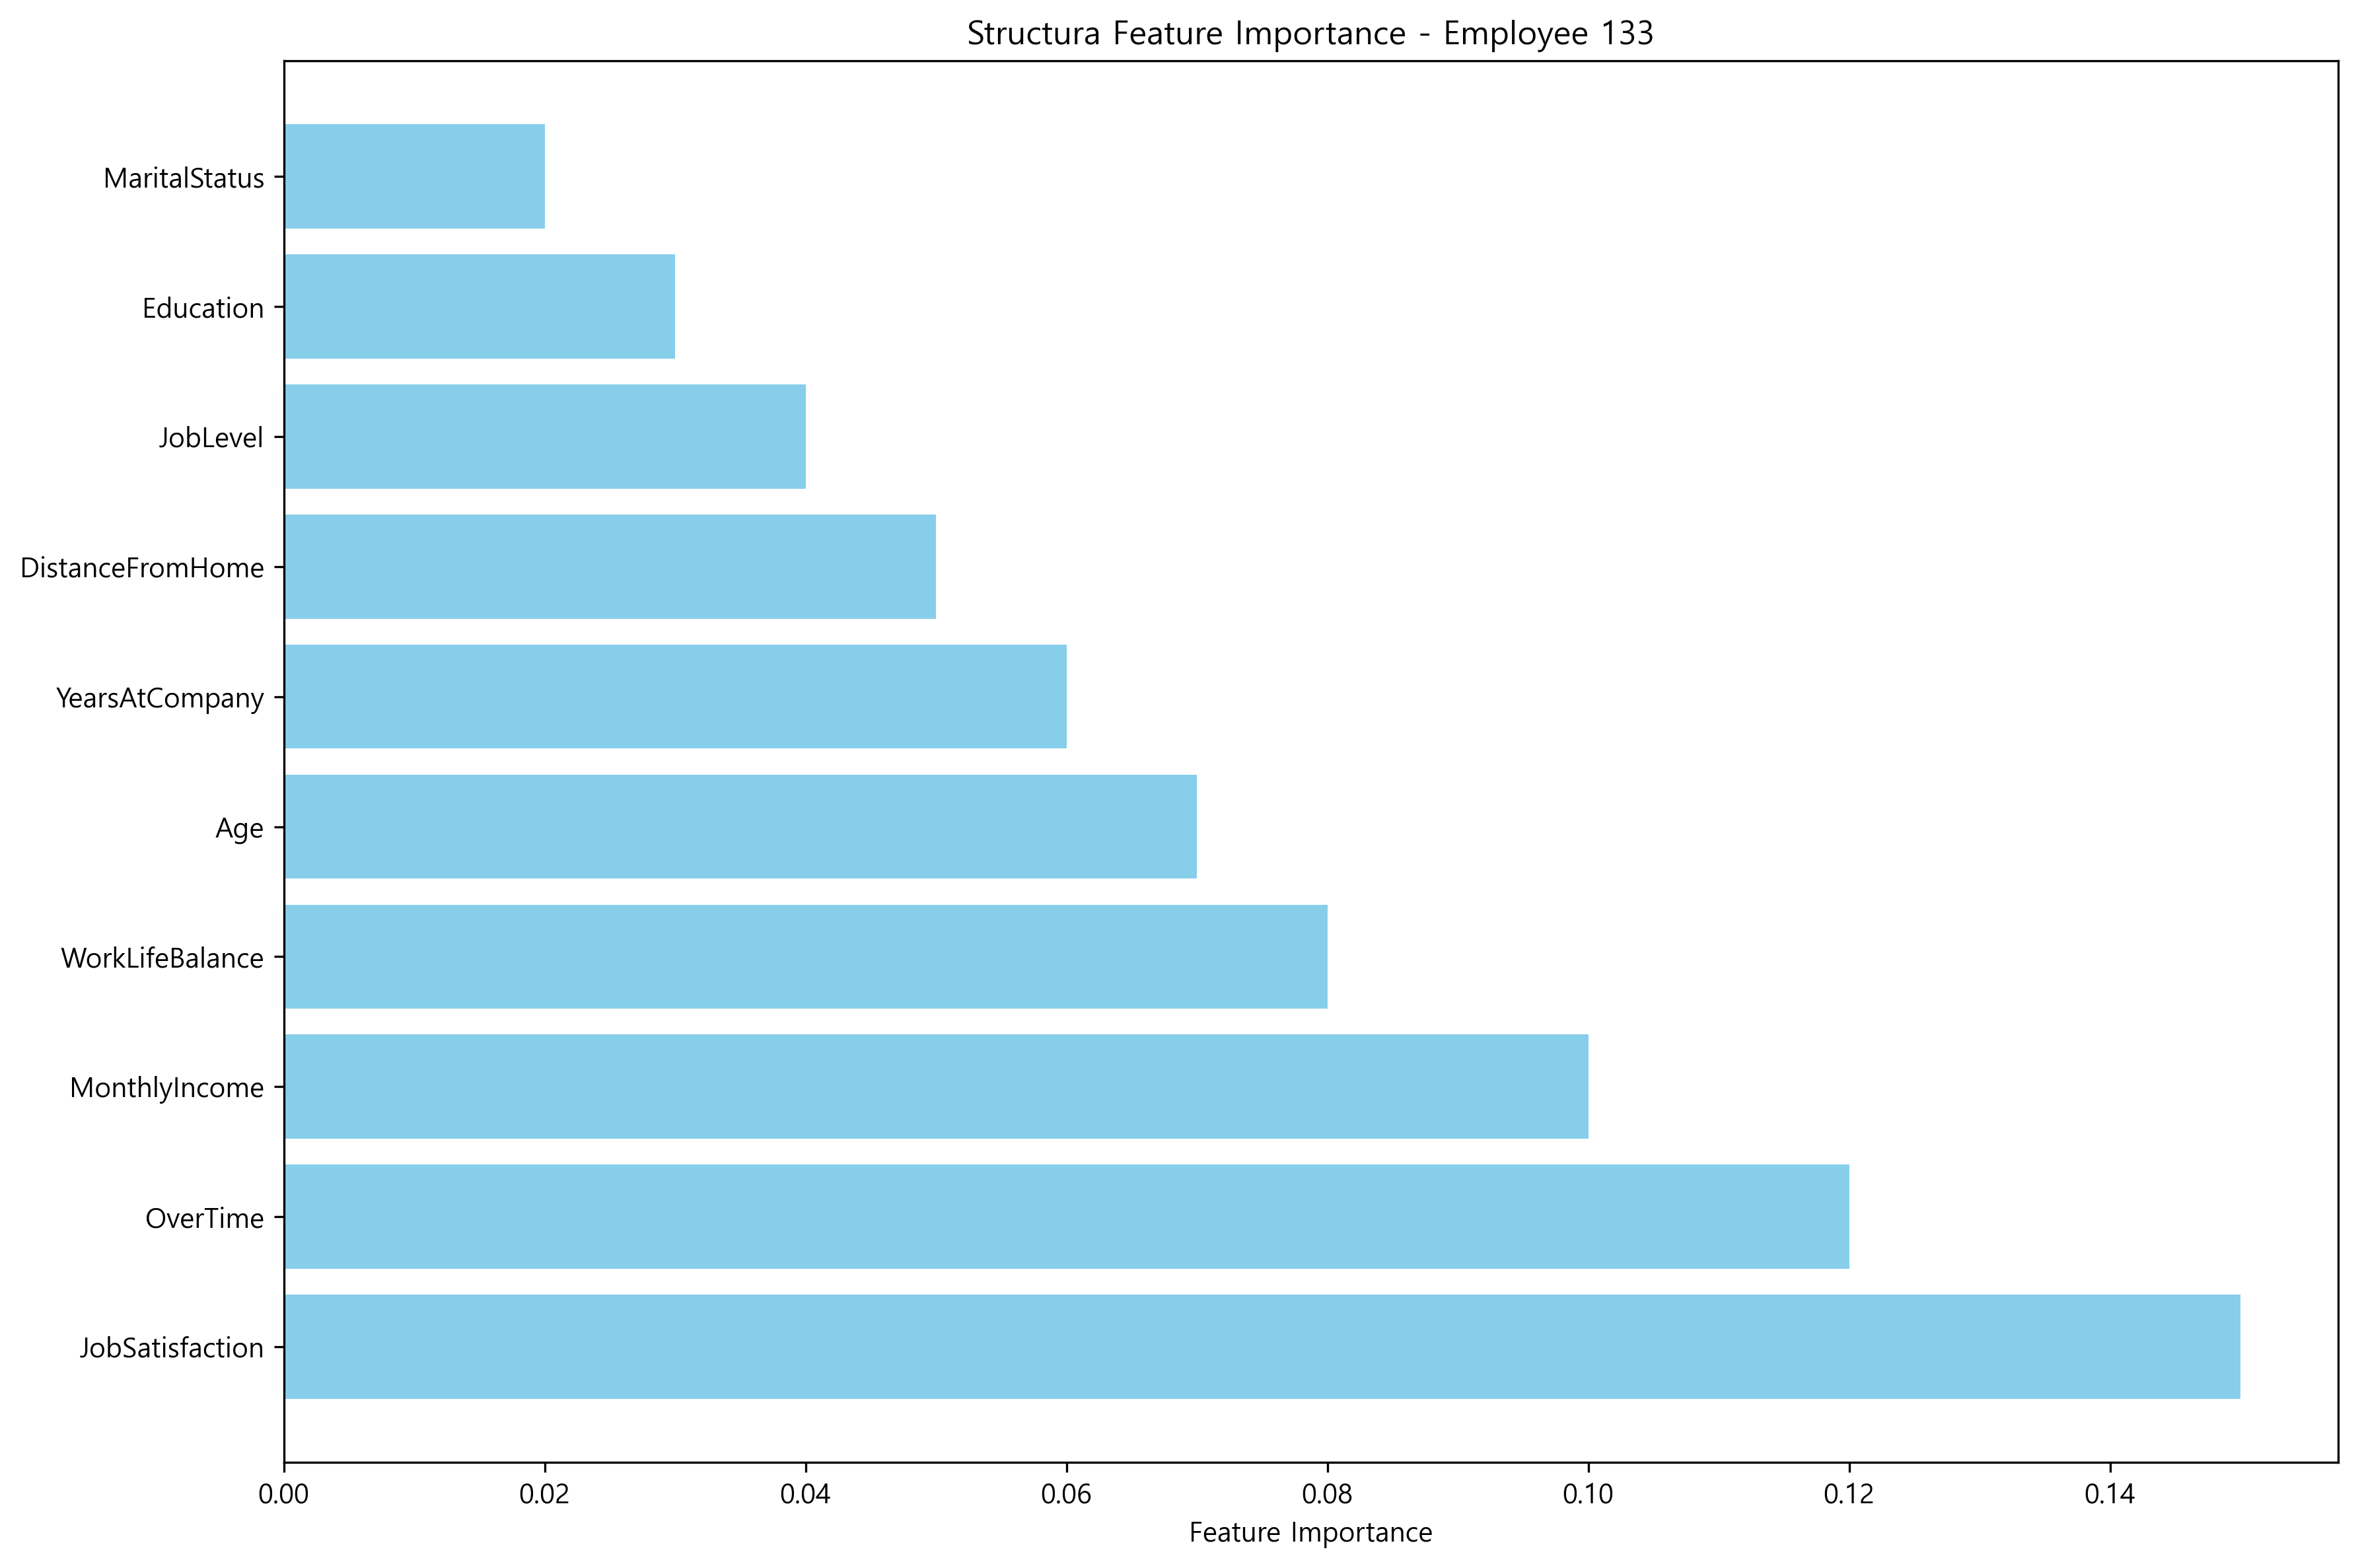 Structura Feature Importance - Employee 133
MaritalStatus
Education
JobLevel
DistanceFromHome
YearsAtCompany
Age
WorkLifeBalance
MonthlyIncome
OverTime
JobSatisfaction
0.00 0.02 0.04 0.06 0.08 0.10 0.12 0.14
Feature Importance